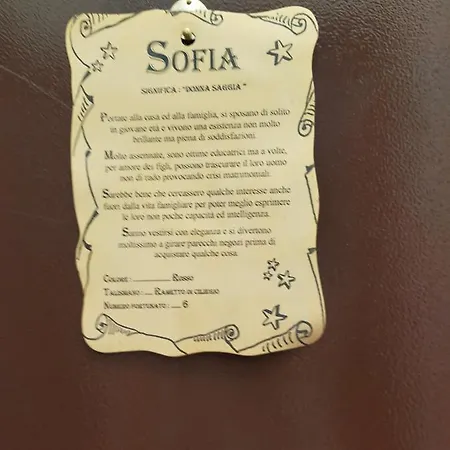 SOFIA
SIGNIFICA : "DONNA SAGGIA "
Portate alla casa ed alla famiglia, si sposano di solito
in giovane età e vivono una esistenza non molto
brillante ma piena di soddisfazioni.
Molto assennate, sono ottime educatrici ma a volte,
per amore dei figli, possono trascurare il loro uomo
non di rado provocando crisi matrimoniali.
Sarebbe bene che cercassero qualche interesse anche
fuori dalla vita famigliare per poter meglio esprimere
le loro non poche capacità ed intelligenza.
Sanno vestirsi con eleganza e si divertono
moltissimo a girare parecchi negozi prima di
acquistare qualche cosa.
COLORE : ________ ROSSO
TALISMANO : __ RAMETTO DI CILIEGIO
NUMERO FORTUNATO : __ 6